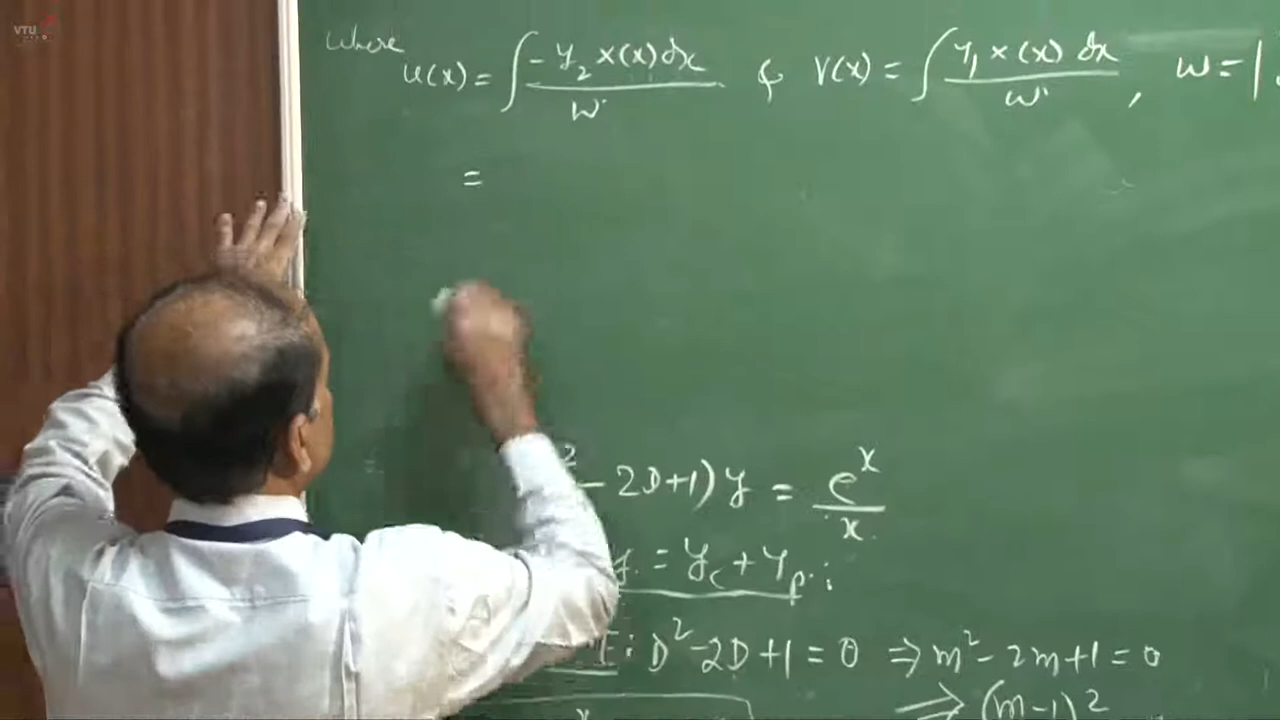 VTU
where
u(x) = ∫ -y₂ X(x) dx / W & V(x) = ∫ y₁ X(x) dx / W , W = |
=
2 - 2D+1) y = eˣ / x
y = y_c + y_p. ;
: D² - 2D + 1 = 0 ⇒ m² - 2m + 1 = 0
x ⇒ (m-1)²